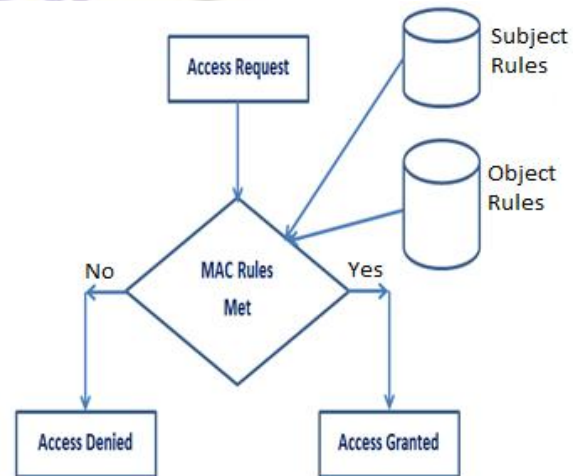 Access Request
Subject
Rules
Object
Rules
No
MAC Rules
Met
Yes
Access Denied
Access Granted